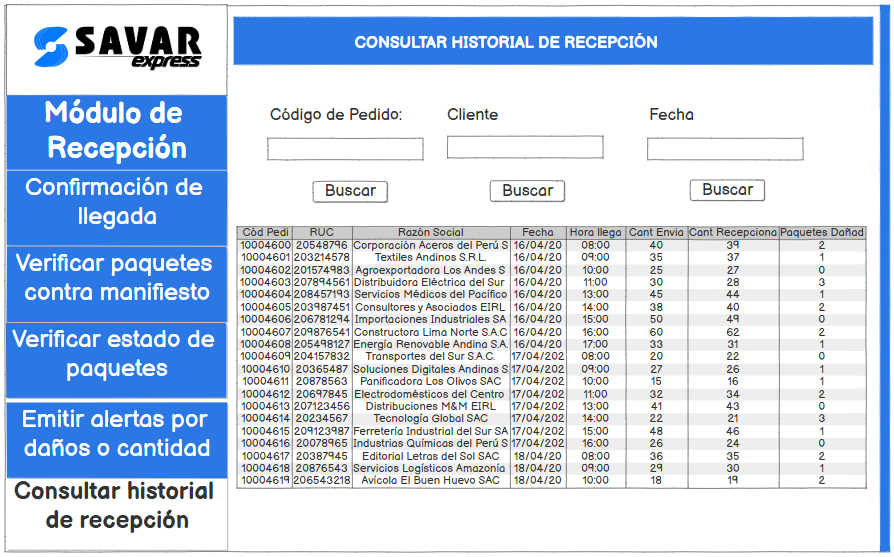 SAVAR
express
CONSULTAR HISTORIAL DE RECEPCIÓN
Módulo de
Recepción
Confirmación de
llegada
Verificar paquetes
contra manifiesto
Verificar estado de
paquetes
Emitir alertas por
daños o cantidad
Consultar historial
de recepción
Código de Pedido: Cliente Fecha
Buscar Buscar Buscar
Cód Pedi RUC Razón Social Fecha Hora llega Cant Envia Cant Recepciona Paquetes Dañad
10004600 20548796 Corporación Aceros del Perú S 16/04/20 08:00 40 39 2
10004601 203214578 Textiles Andinos S.R.L. 16/04/20 09:00 35 37 1
10004602 201574983 Agroexportadora Los Andes S 16/04/20 10:00 25 27 0
10004603 207894561 Distribuidora Eléctrica del Sur 16/04/20 11:00 30 28 3
10004604 208457193 Servicios Médicos del Pacífico 16/04/20 13:00 45 44 1
10004605 203987451 Consultores y Asociados EIRL 16/04/20 14:00 38 40 2
10004606 206781294 Importaciones Industriales SA 16/04/20 15:00 50 49 0
10004607 209876541 Constructora Lima Norte S.A.C 16/04/20 16:00 60 62 2
10004608 205498127 Energía Renovable Andina S.A. 16/04/20 17:00 33 31 1
10004609 204157832 Transportes del Sur S.A.C. 17/04/202 08:00 20 22 0
10004610 20365487 Soluciones Digitales Andinas S 17/04/202 09:00 27 26 1
10004611 20878563 Panificadora Los Olivos SAC 17/04/202 10:00 15 16 1
10004612 20697845 Electrodomésticos del Centro 17/04/202 11:00 32 34 2
10004613 207123456 Distribuciones M&M EIRL 17/04/202 13:00 41 43 0
10004614 20234567 Tecnología Global SAC 17/04/202 14:00 22 21 3
10004615 209123987 Ferretería Industrial del Sur SA 17/04/202 15:00 48 46 1
10004616 20078965 Industrias Químicas del Perú S 17/04/202 16:00 26 24 0
10004617 20387945 Editorial Letras del Sol SAC 18/04/20 08:00 36 35 2
10004618 20876543 Servicios Logísticos Amazonía 18/04/20 09:00 29 30 1
10004619 206543218 Avícola El Buen Huevo SAC 18/04/20 10:00 18 19 2